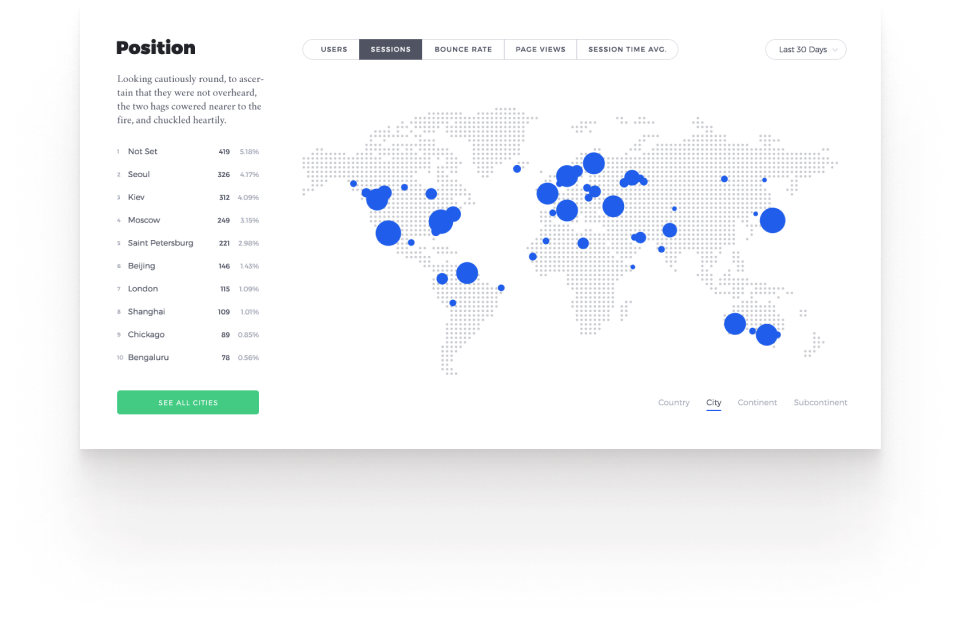 Position
USERS SESSIONS BOUNCE RATE PAGE VIEWS SESSION TIME AVG.
Last 30 Days
Looking cautiously round, to ascer-
tain that they were not overheard,
the two hags cowered nearer to the
fire, and chuckled heartily.
1 Not Set 419 5.18%
2 Seoul 326 4.17%
3 Kiev 312 4.09%
4 Moscow 249 3.15%
5 Saint Petersburg 221 2.98%
6 Beijing 146 1.43%
7 London 115 1.09%
8 Shanghai 109 1.01%
9 Chickago 89 0.85%
10 Bengaluru 78 0.56%
SEE ALL CITIES
Country City Continent Subcontinent